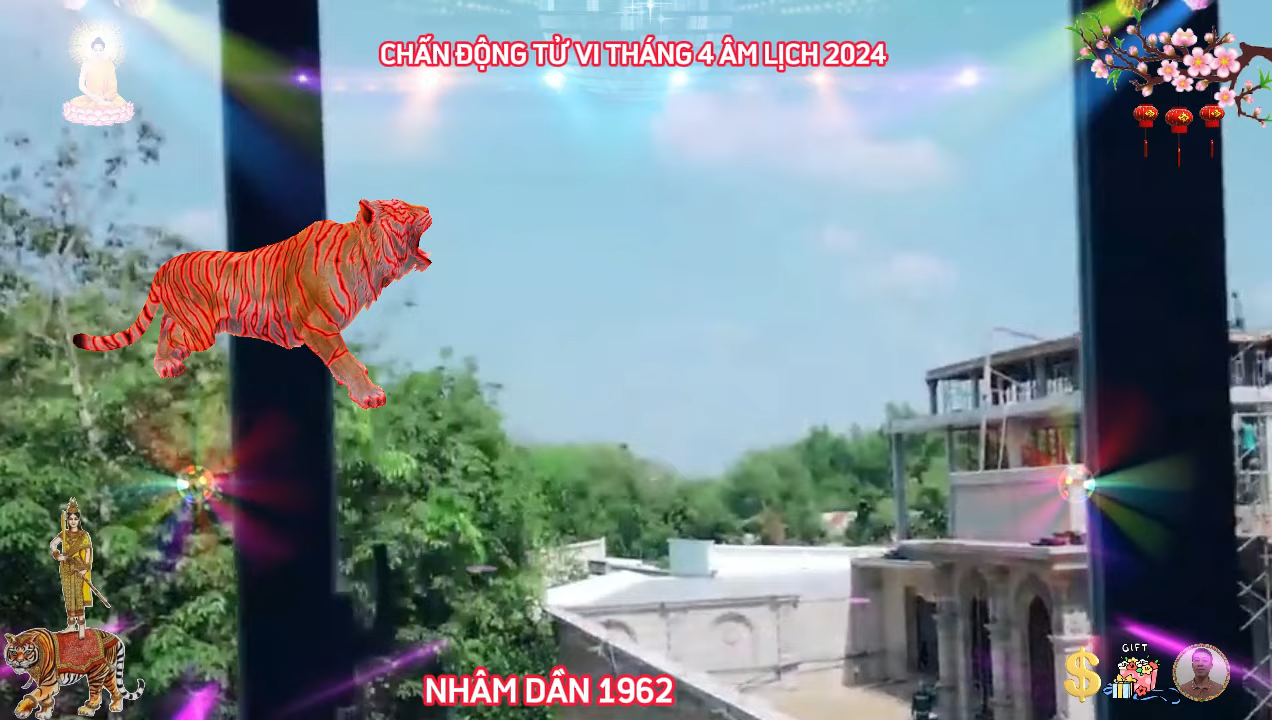 CHẤN ĐỘNG TỬ VI THÁNG 4 ÂM LỊCH 2024
GIFT
NHÂM DẦN 1962